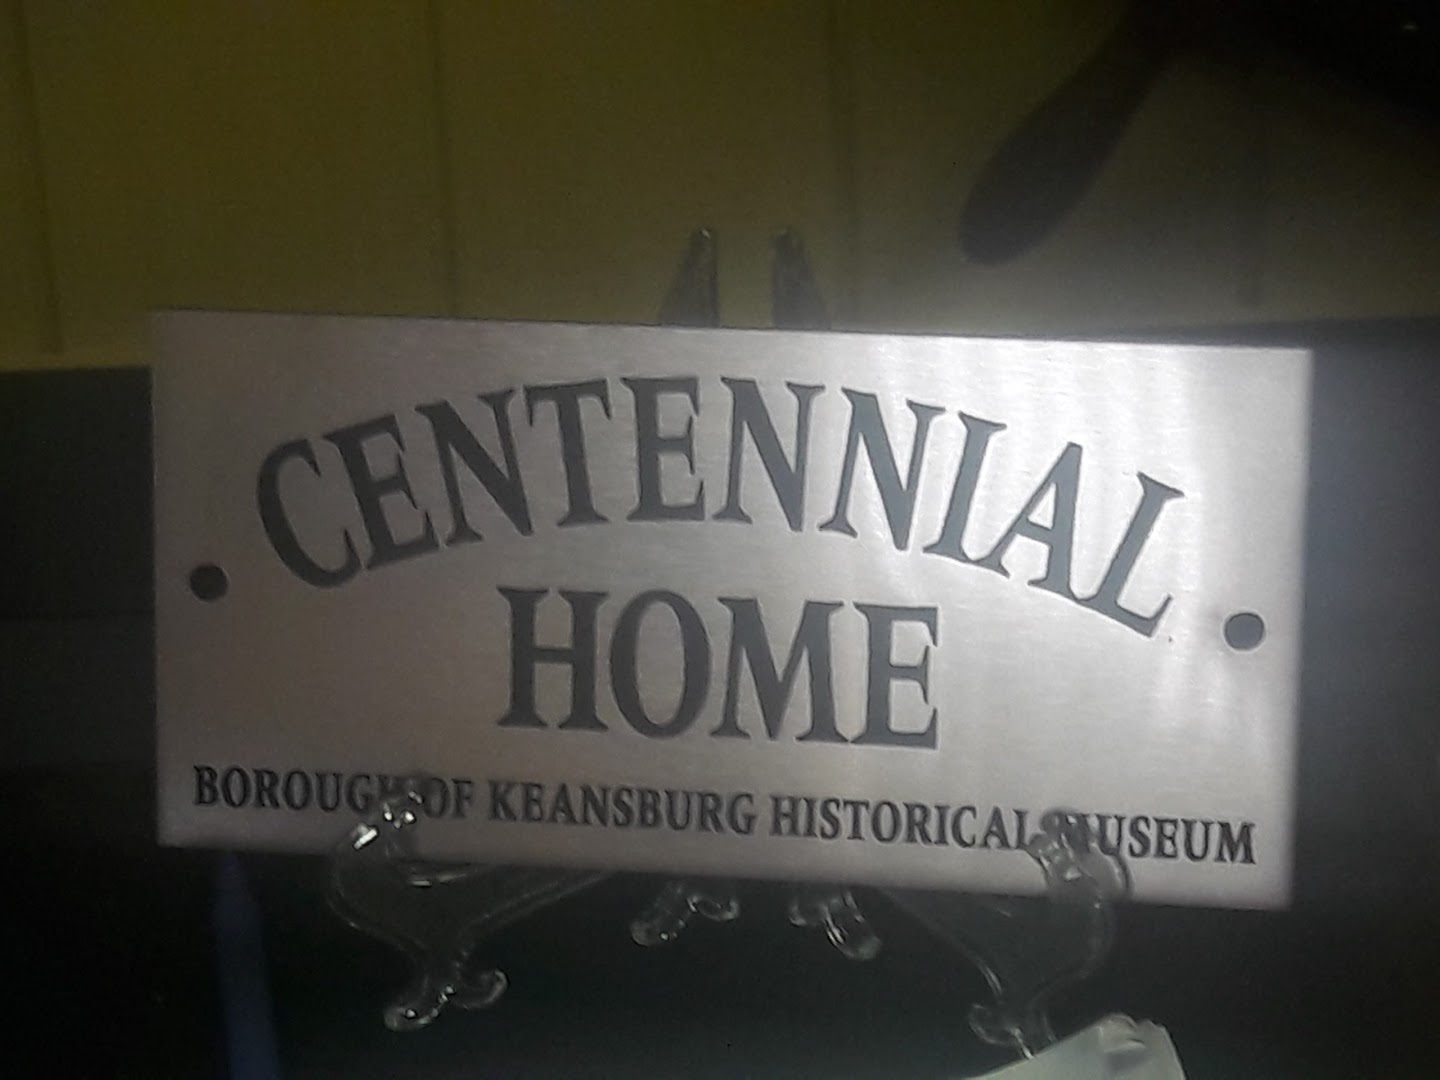 CENTENNIAL
HOME
BOROUGH OF KEANSBURG HISTORICAL MUSEUM